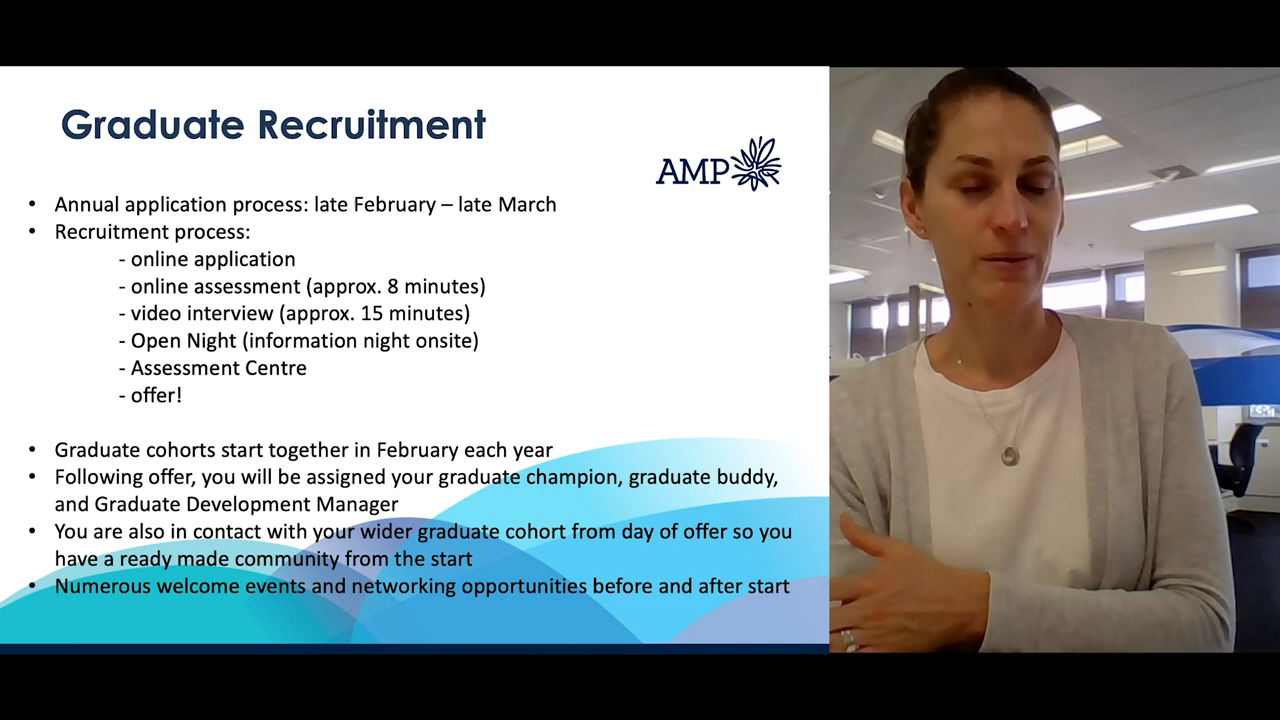 Graduate Recruitment
AMP
• Annual application process: late February – late March
• Recruitment process:
- online application
- online assessment (approx. 8 minutes)
- video interview (approx. 15 minutes)
- Open Night (information night onsite)
- Assessment Centre
- offer!
• Graduate cohorts start together in February each year
• Following offer, you will be assigned your graduate champion, graduate buddy,
and Graduate Development Manager
• You are also in contact with your wider graduate cohort from day of offer so you
have a ready made community from the start
• Numerous welcome events and networking opportunities before and after start